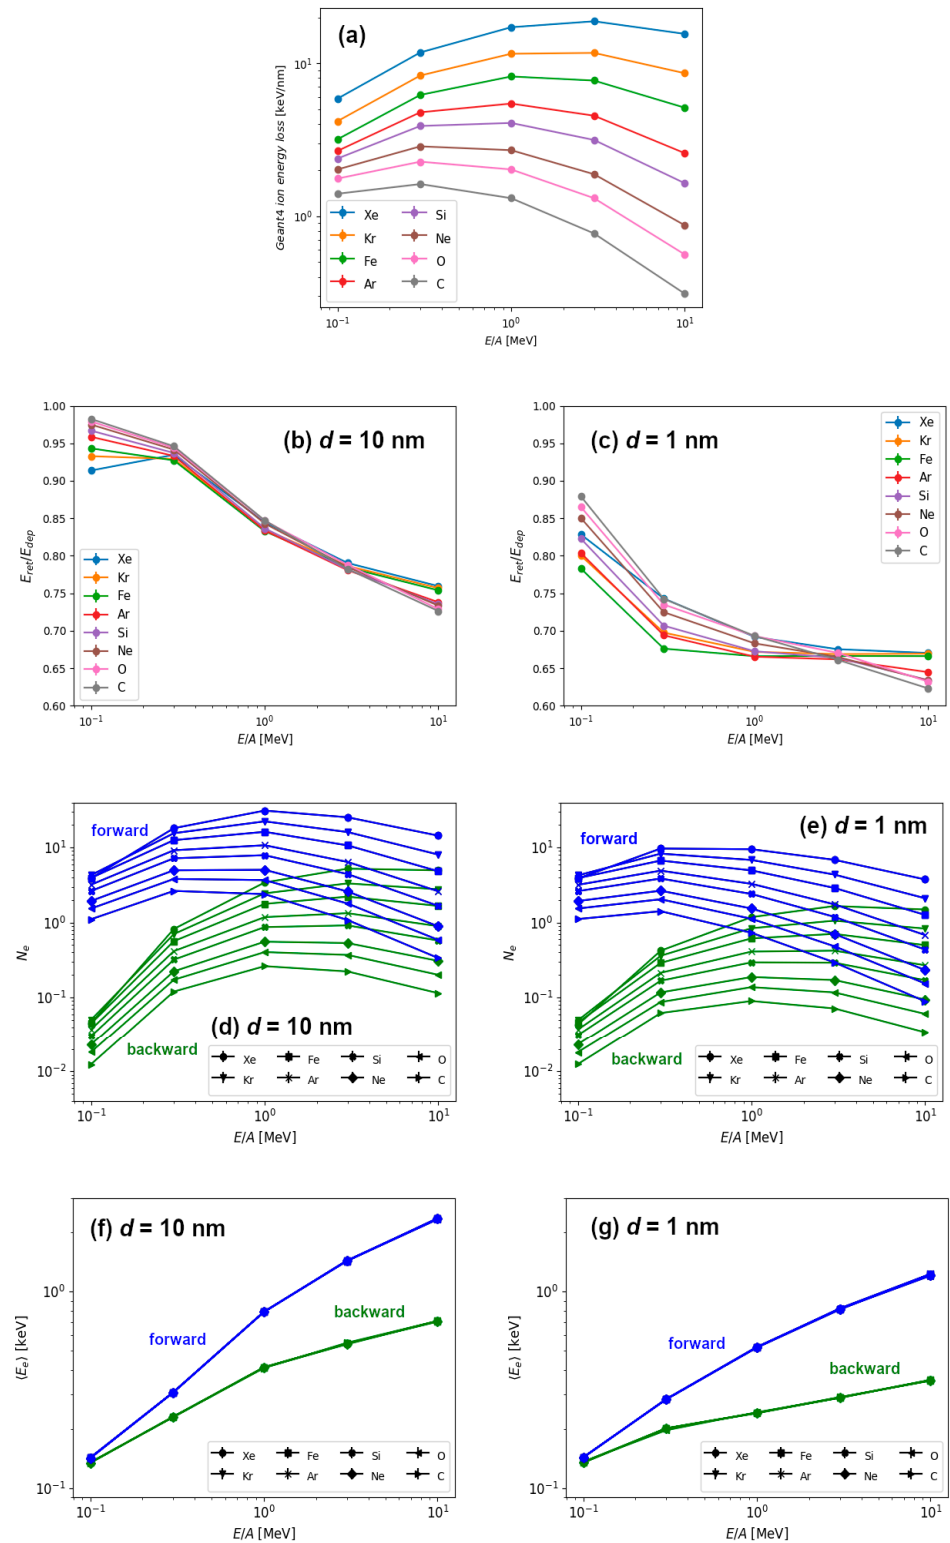 (a)
Geant4 ion energy loss [keV/nm]
10¹
10⁰
Xe Si
Kr Ne
Fe O
Ar C
10⁻¹ 10⁰ 10¹
E/A [MeV]
(b) d = 10 nm
E_ret/E_dep
1.00
0.95
0.90
0.85
0.80
0.75
0.70
0.65
0.60
Xe
Kr
Fe
Ar
Si
Ne
O
C
10⁻¹ 10⁰ 10¹
E/A [MeV]
(c) d = 1 nm
E_ret/E_dep
1.00
0.95
0.90
0.85
0.80
0.75
0.70
0.65
0.60
Xe
Kr
Fe
Ar
Si
Ne
O
C
10⁻¹ 10⁰ 10¹
E/A [MeV]
forward
N_e
10¹
10⁰
10⁻¹
10⁻²
(d) d = 10 nm
backward
Xe Fe Si O
Kr Ar Ne C
10⁻¹ 10⁰ 10¹
E/A [MeV]
(e) d = 1 nm
forward
N_e
10¹
10⁰
10⁻¹
10⁻²
backward
Xe Fe Si O
Kr Ar Ne C
10⁻¹ 10⁰ 10¹
E/A [MeV]
(f) d = 10 nm
⟨E_e⟩ [keV]
10⁰
10⁻¹
backward
forward
Xe Fe Si O
Kr Ar Ne C
10⁻¹ 10⁰ 10¹
E/A [MeV]
(g) d = 1 nm
⟨E_e⟩ [keV]
10⁰
10⁻¹
forward
backward
Xe Fe Si O
Kr Ar Ne C
10⁻¹ 10⁰ 10¹
E/A [MeV]